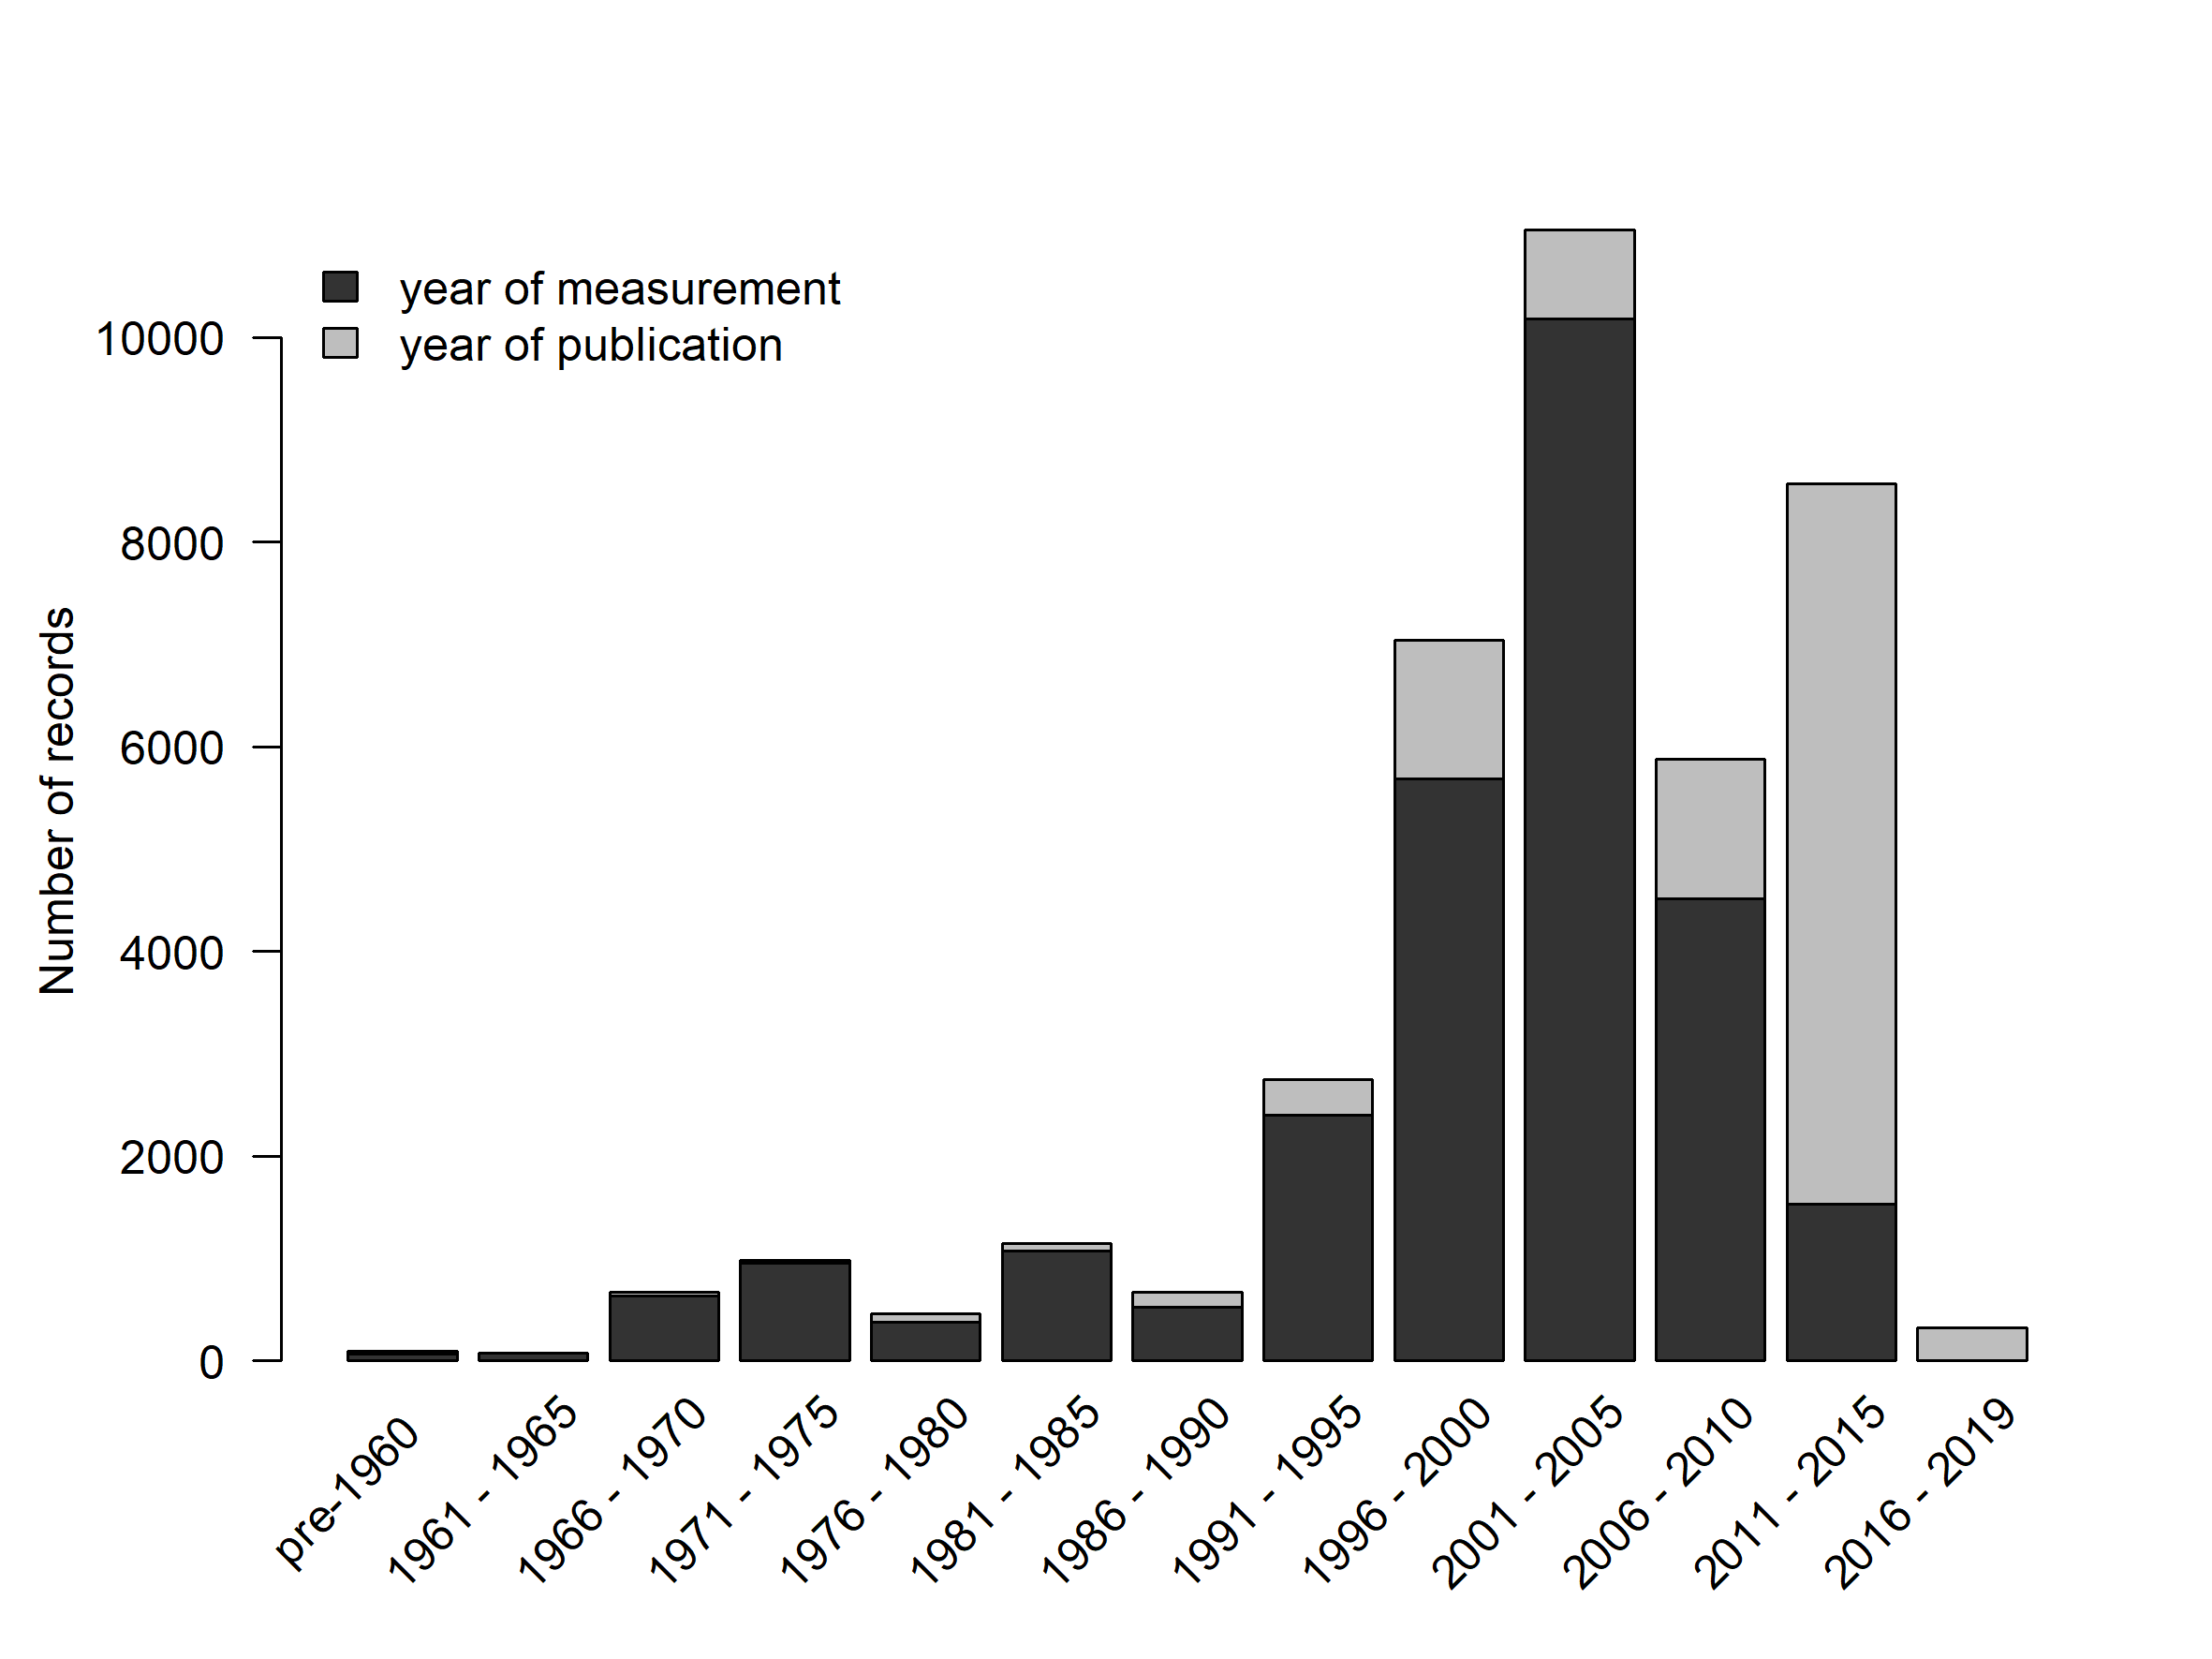 year of measurement
year of publication
Number of records
10000
8000
6000
4000
2000
0
pre-1960
1961 - 1965
1966 - 1970
1971 - 1975
1976 - 1980
1981 - 1985
1986 - 1990
1991 - 1995
1996 - 2000
2001 - 2005
2006 - 2010
2011 - 2015
2016 - 2019